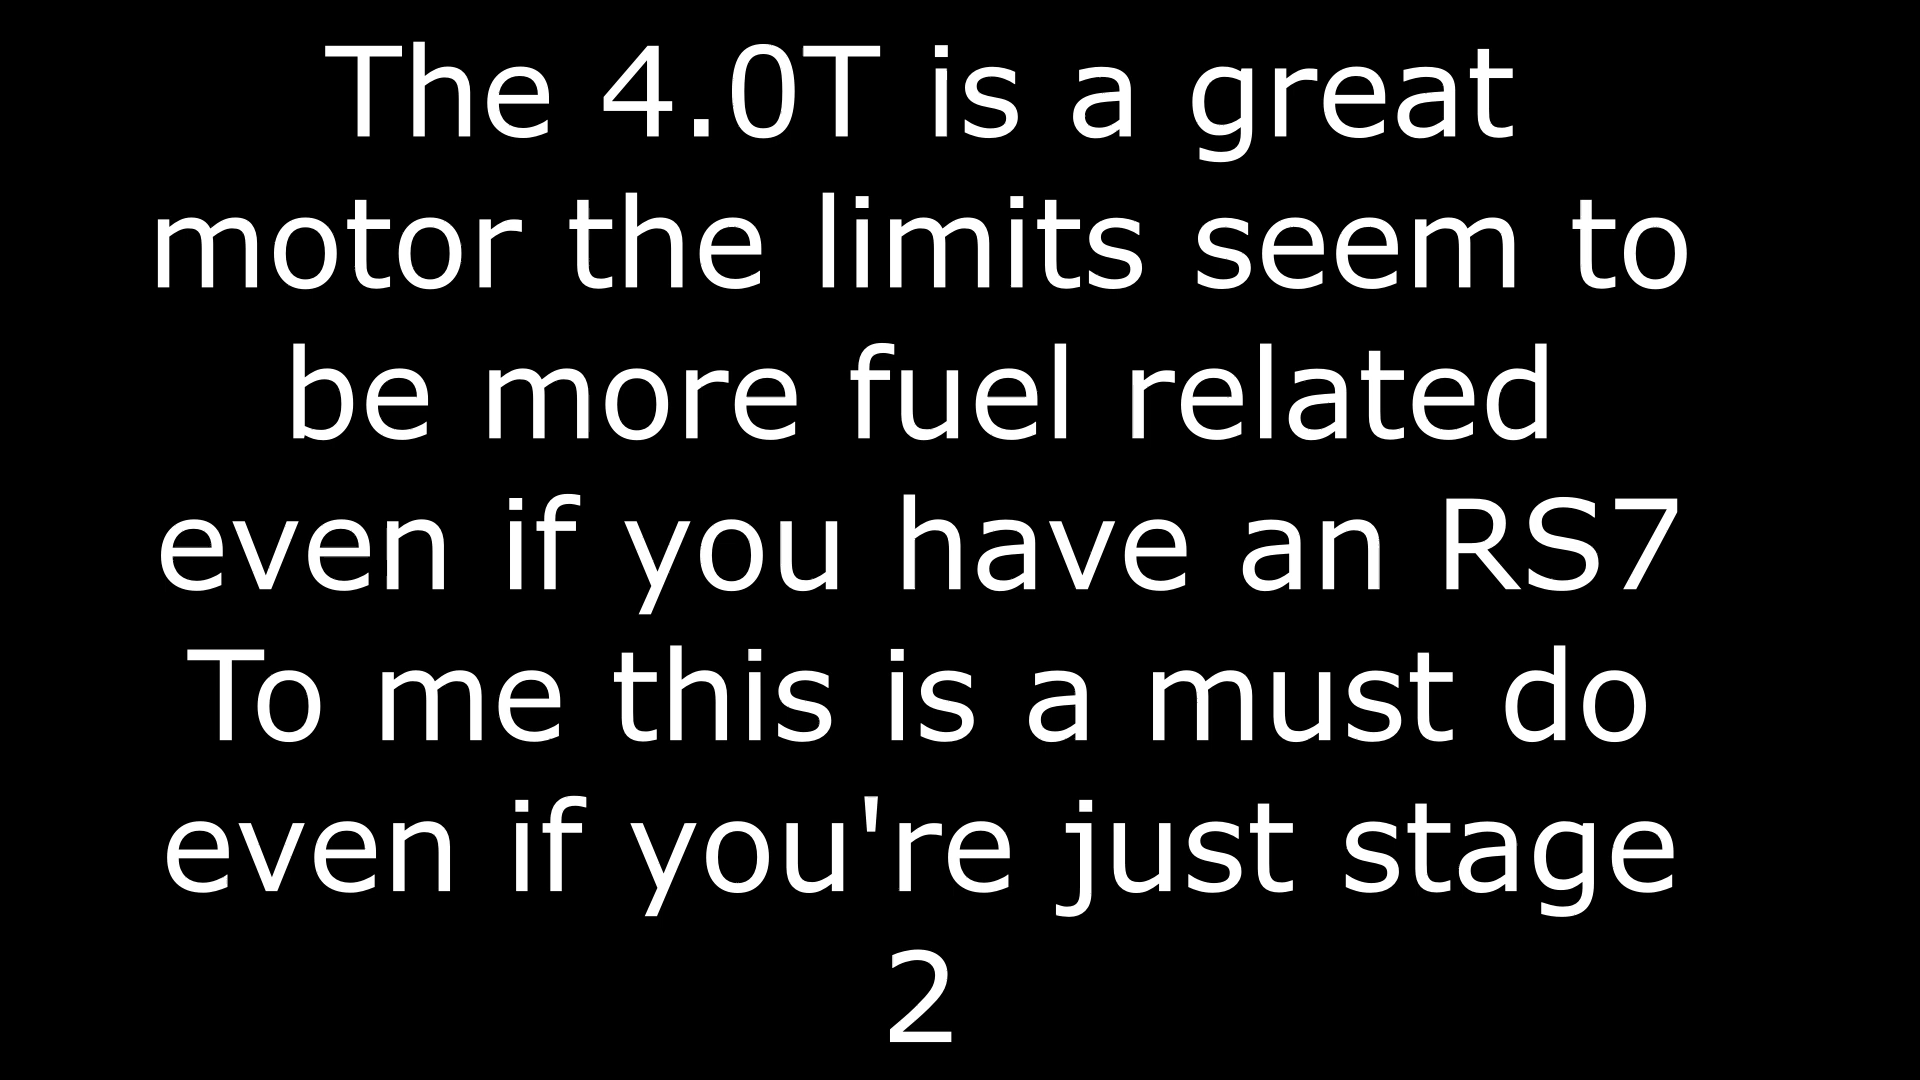 The 4.0T is a great
motor the limits seem to
be more fuel related
even if you have an RS7
To me this is a must do
even if you're just stage
2